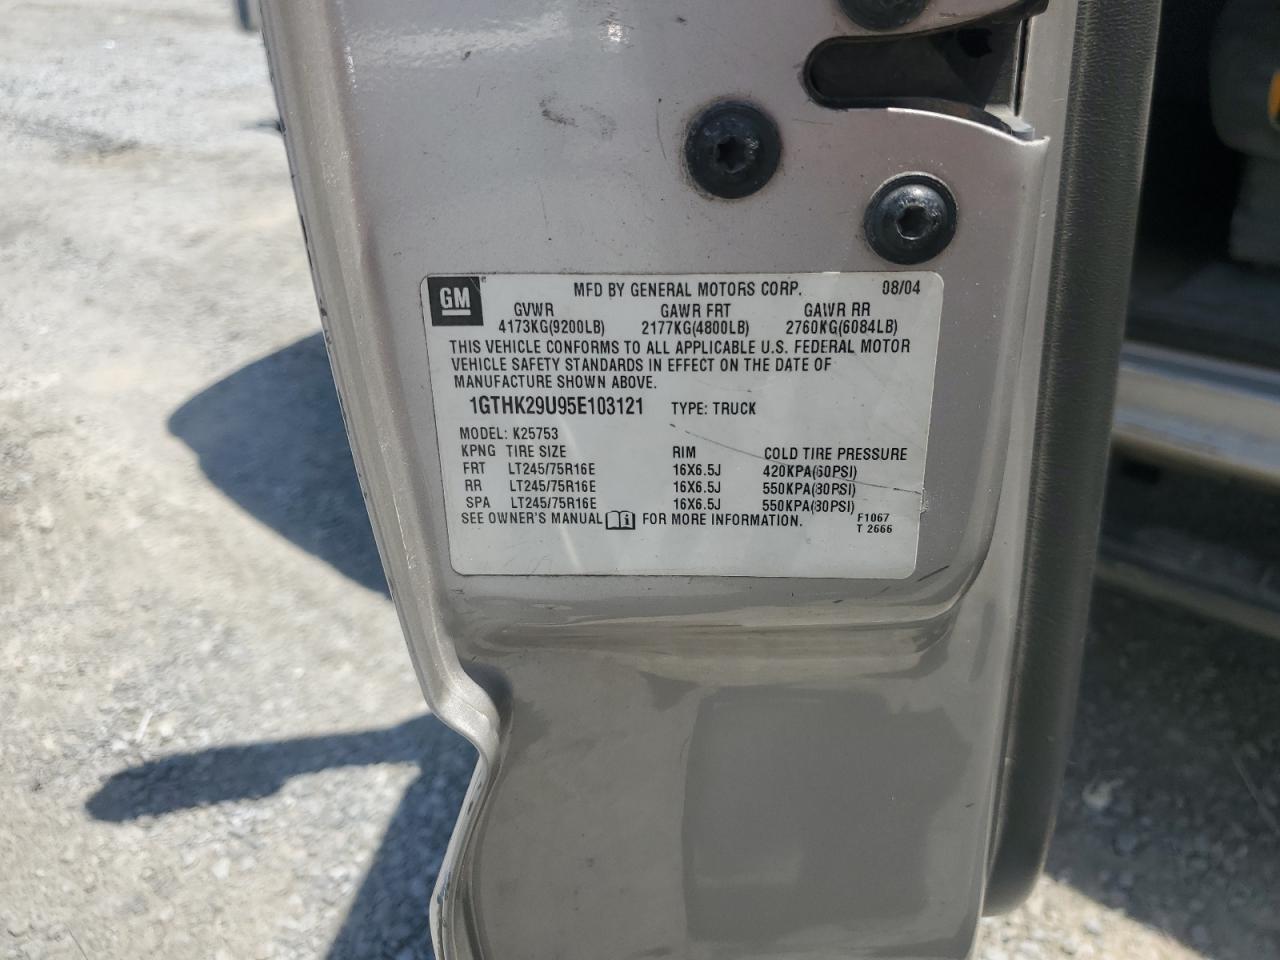 GM
MFD BY GENERAL MOTORS CORP. 08/04
GVWR GAWR FRT GAWR RR
4173KG(9200LB) 2177KG(4800LB) 2760KG(6084LB)
THIS VEHICLE CONFORMS TO ALL APPLICABLE U.S. FEDERAL MOTOR
VEHICLE SAFETY STANDARDS IN EFFECT ON THE DATE OF
MANUFACTURE SHOWN ABOVE.
1GTHK29U95E103121 TYPE: TRUCK
MODEL: K25753
KPNG TIRE SIZE RIM COLD TIRE PRESSURE
FRT LT245/75R16E 16X6.5J 420KPA(60PSI)
RR LT245/75R16E 16X6.5J 550KPA(80PSI)
SPA LT245/75R16E 16X6.5J 550KPA(80PSI)
SEE OWNER'S MANUAL FOR MORE INFORMATION. F1067
T 2666